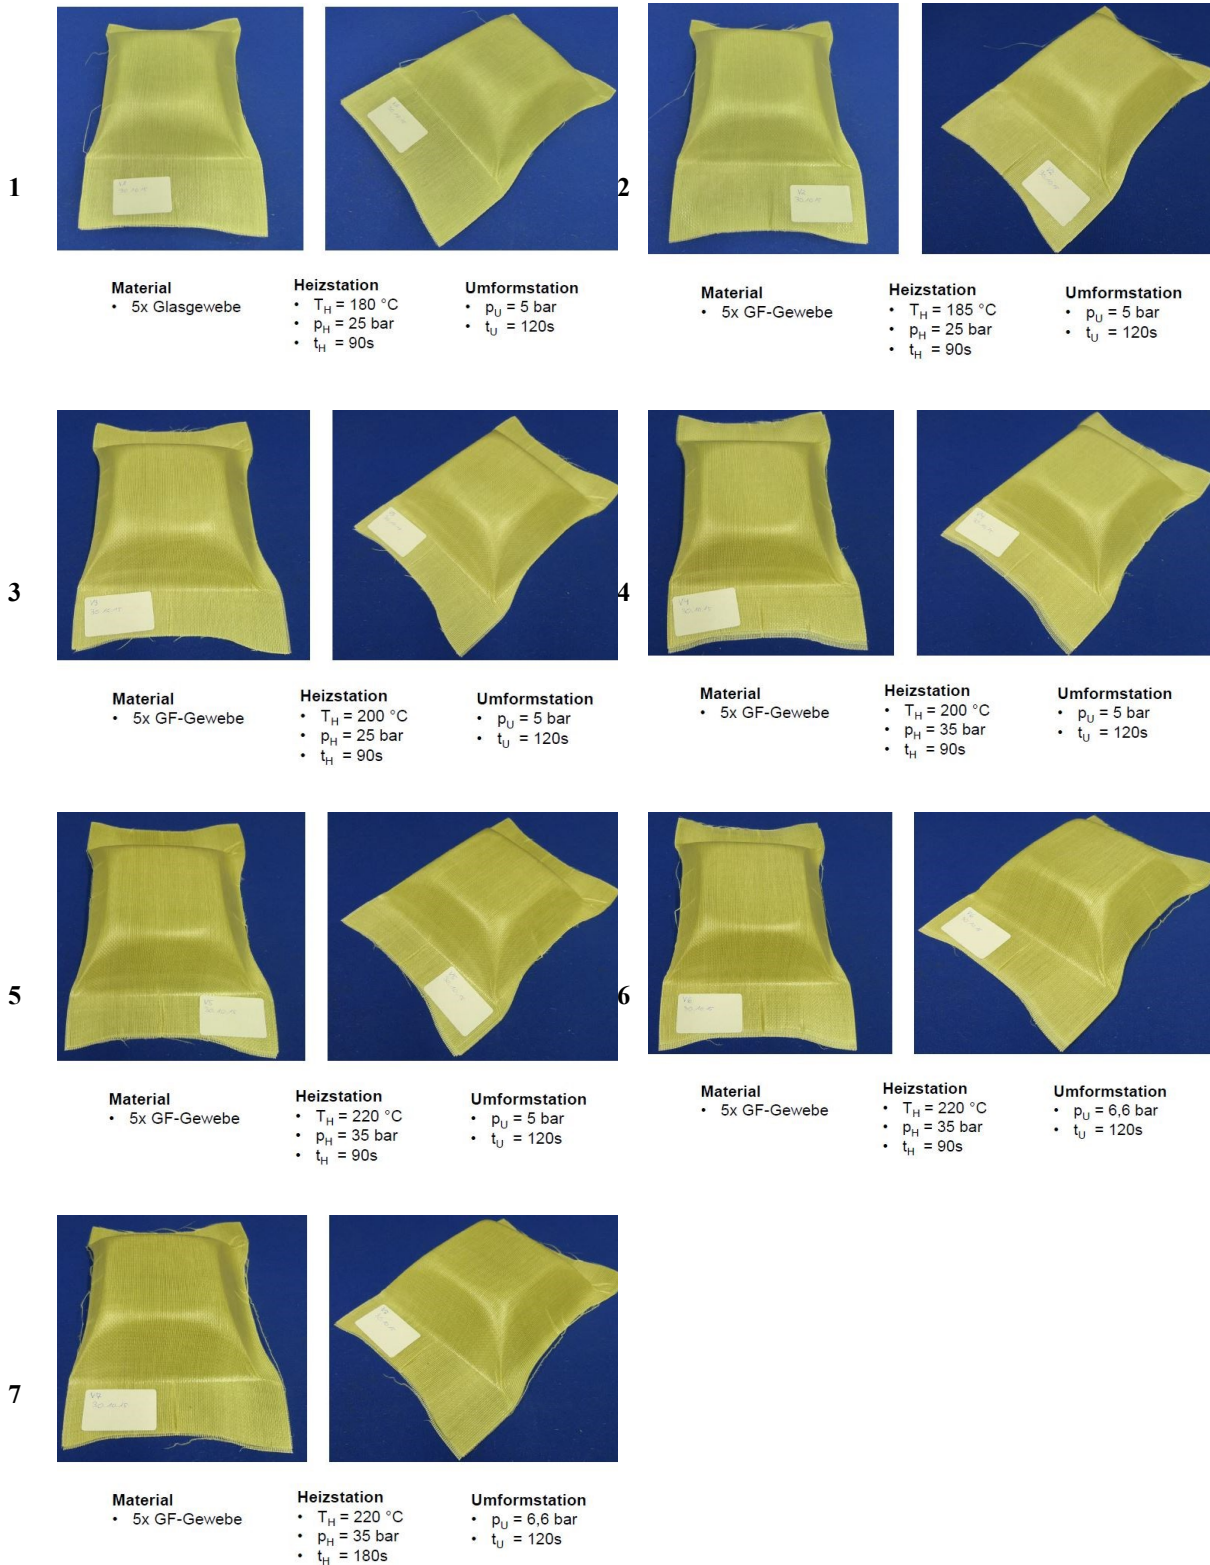 1
2
Material
• 5x Glasgewebe
Heizstation
• T_H = 180 °C
• p_H = 25 bar
• t_H = 90s
Umformstation
• p_U = 5 bar
• t_U = 120s
Material
• 5x GF-Gewebe
Heizstation
• T_H = 185 °C
• p_H = 25 bar
• t_H = 90s
Umformstation
• p_U = 5 bar
• t_U = 120s
3
4
Material
• 5x GF-Gewebe
Heizstation
• T_H = 200 °C
• p_H = 25 bar
• t_H = 90s
Umformstation
• p_U = 5 bar
• t_U = 120s
Material
• 5x GF-Gewebe
Heizstation
• T_H = 200 °C
• p_H = 35 bar
• t_H = 90s
Umformstation
• p_U = 5 bar
• t_U = 120s
5
6
Material
• 5x GF-Gewebe
Heizstation
• T_H = 220 °C
• p_H = 35 bar
• t_H = 90s
Umformstation
• p_U = 5 bar
• t_U = 120s
Material
• 5x GF-Gewebe
Heizstation
• T_H = 220 °C
• p_H = 35 bar
• t_H = 90s
Umformstation
• p_U = 6,6 bar
• t_U = 120s
7
V7
30.10.15
Material
• 5x GF-Gewebe
Heizstation
• T_H = 220 °C
• p_H = 35 bar
• t_H = 180s
Umformstation
• p_U = 6,6 bar
• t_U = 120s